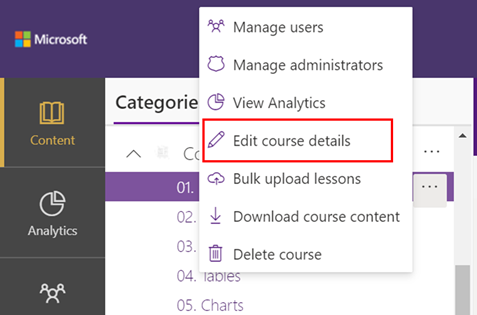 Microsoft
Manage users
Manage administrators
View Analytics
Edit course details
Bulk upload lessons
Download course content
Delete course
Content
Analytics
Categorie
Co
01.
02.
03.
04. Tables
05. Charts